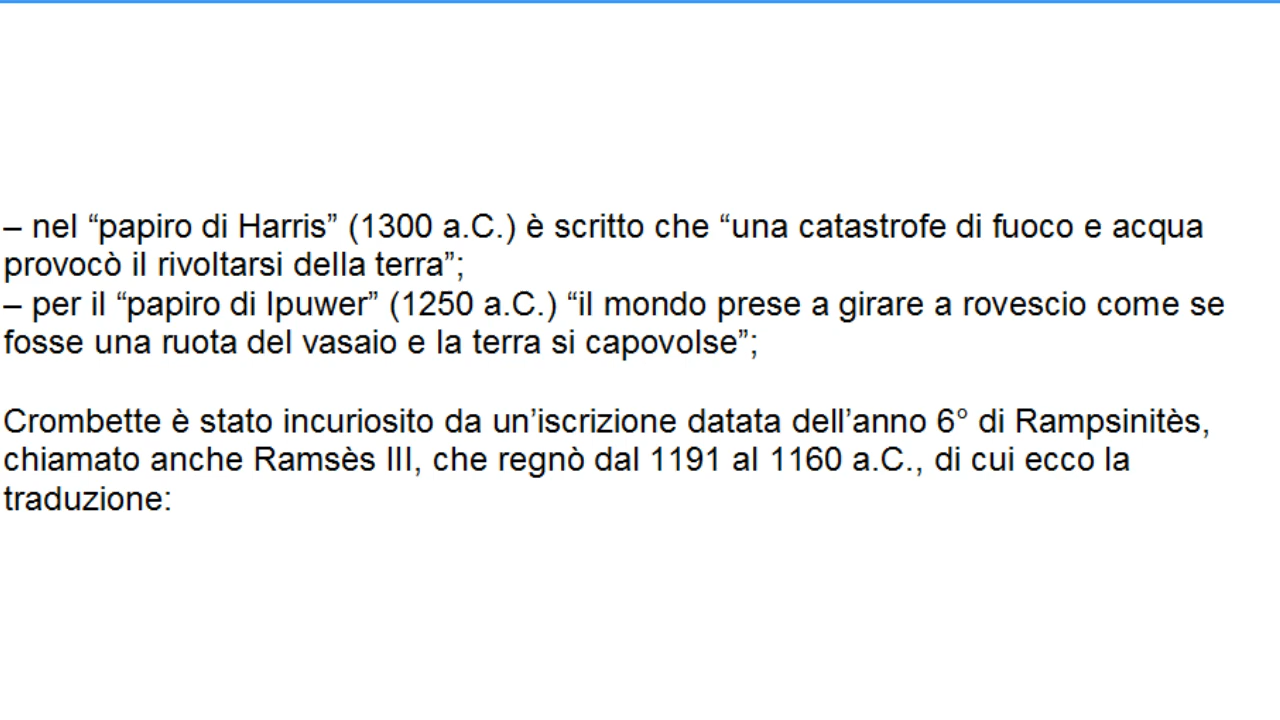 – nel “papiro di Harris” (1300 a.C.) è scritto che “una catastrofe di fuoco e acqua
provocò il rivoltarsi della terra”;
– per il “papiro di Ipuwer” (1250 a.C.) “il mondo prese a girare a rovescio come se
fosse una ruota del vasaio e la terra si capovolse”;
Crombette è stato incuriosito da un’iscrizione datata dell’anno 6° di Rampsinitès,
chiamato anche Ramsès III, che regnò dal 1191 al 1160 a.C., di cui ecco la
traduzione: